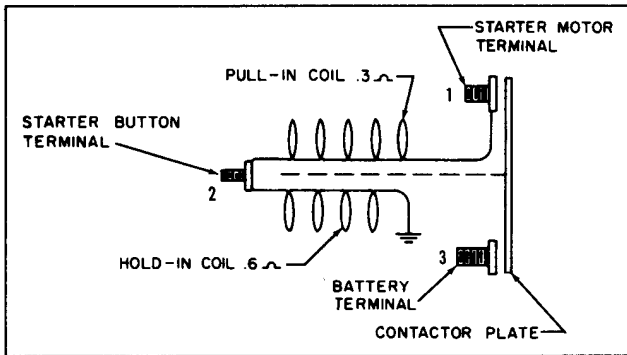 STARTER MOTOR
TERMINAL
PULL-IN COIL .3 Ω
1
STARTER BUTTON
TERMINAL
2
HOLD-IN COIL .6 Ω
3
BATTERY
TERMINAL
CONTACTOR PLATE